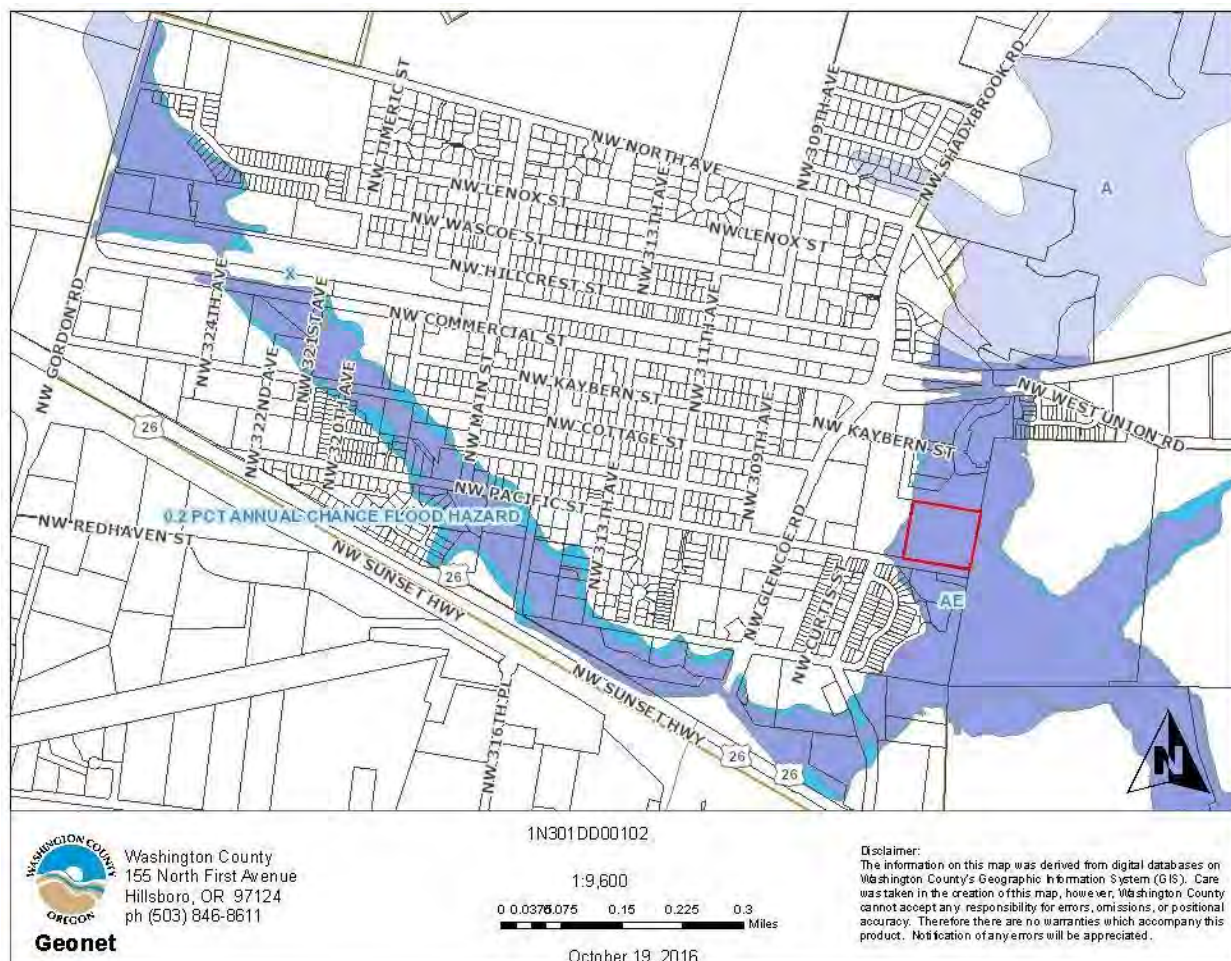 NW TIMERIC ST
NW NORTH AVE
NW 309TH AVE
NW SHADYBROOK RD
A
NW LENOX ST
NW WASCOE ST
NW 313TH AVE
NW LENOX ST
NW HILLCREST ST
X
NW GORDON RD
NW 324TH AVE
NW 321ST AVE
NW COMMERCIAL ST
NW 311TH AVE
NW 322ND AVE
NW 320TH AVE
NW MAIN ST
NW KAYBERN ST
NW WEST UNION RD
NW COTTAGE ST
NW 309TH AVE
NW KAYBERN ST
26
NW PACIFIC ST
NW 313TH AVE
0.2 PCT ANNUAL CHANCE FLOOD HAZARD
NW REDHAVEN ST
NW SUNSET HWY
26
NW GLENCOE RD
NW CURTIS S
AE
NW SUNSET HWY
NW 316TH PL
26
26
N
WASHINGTON COUNTY
OREGON
Geonet
Washington County
155 North First Avenue
Hillsboro, OR 97124
ph (503) 846-8611
1N301DD00102
1:9,600
0 0.0375 0.075 0.15 0.225 0.3
Miles
October 19, 2016
Disclaimer:
The information on this map was derived from digital databases on
Washington County's Geographic Information System (GIS). Care
was taken in the creation of this map, however, Washington County
cannot accept any responsibility for errors, omissions, or positional
accuracy. Therefore there are no warranties which accompany this
product. Notification of any errors will be appreciated.